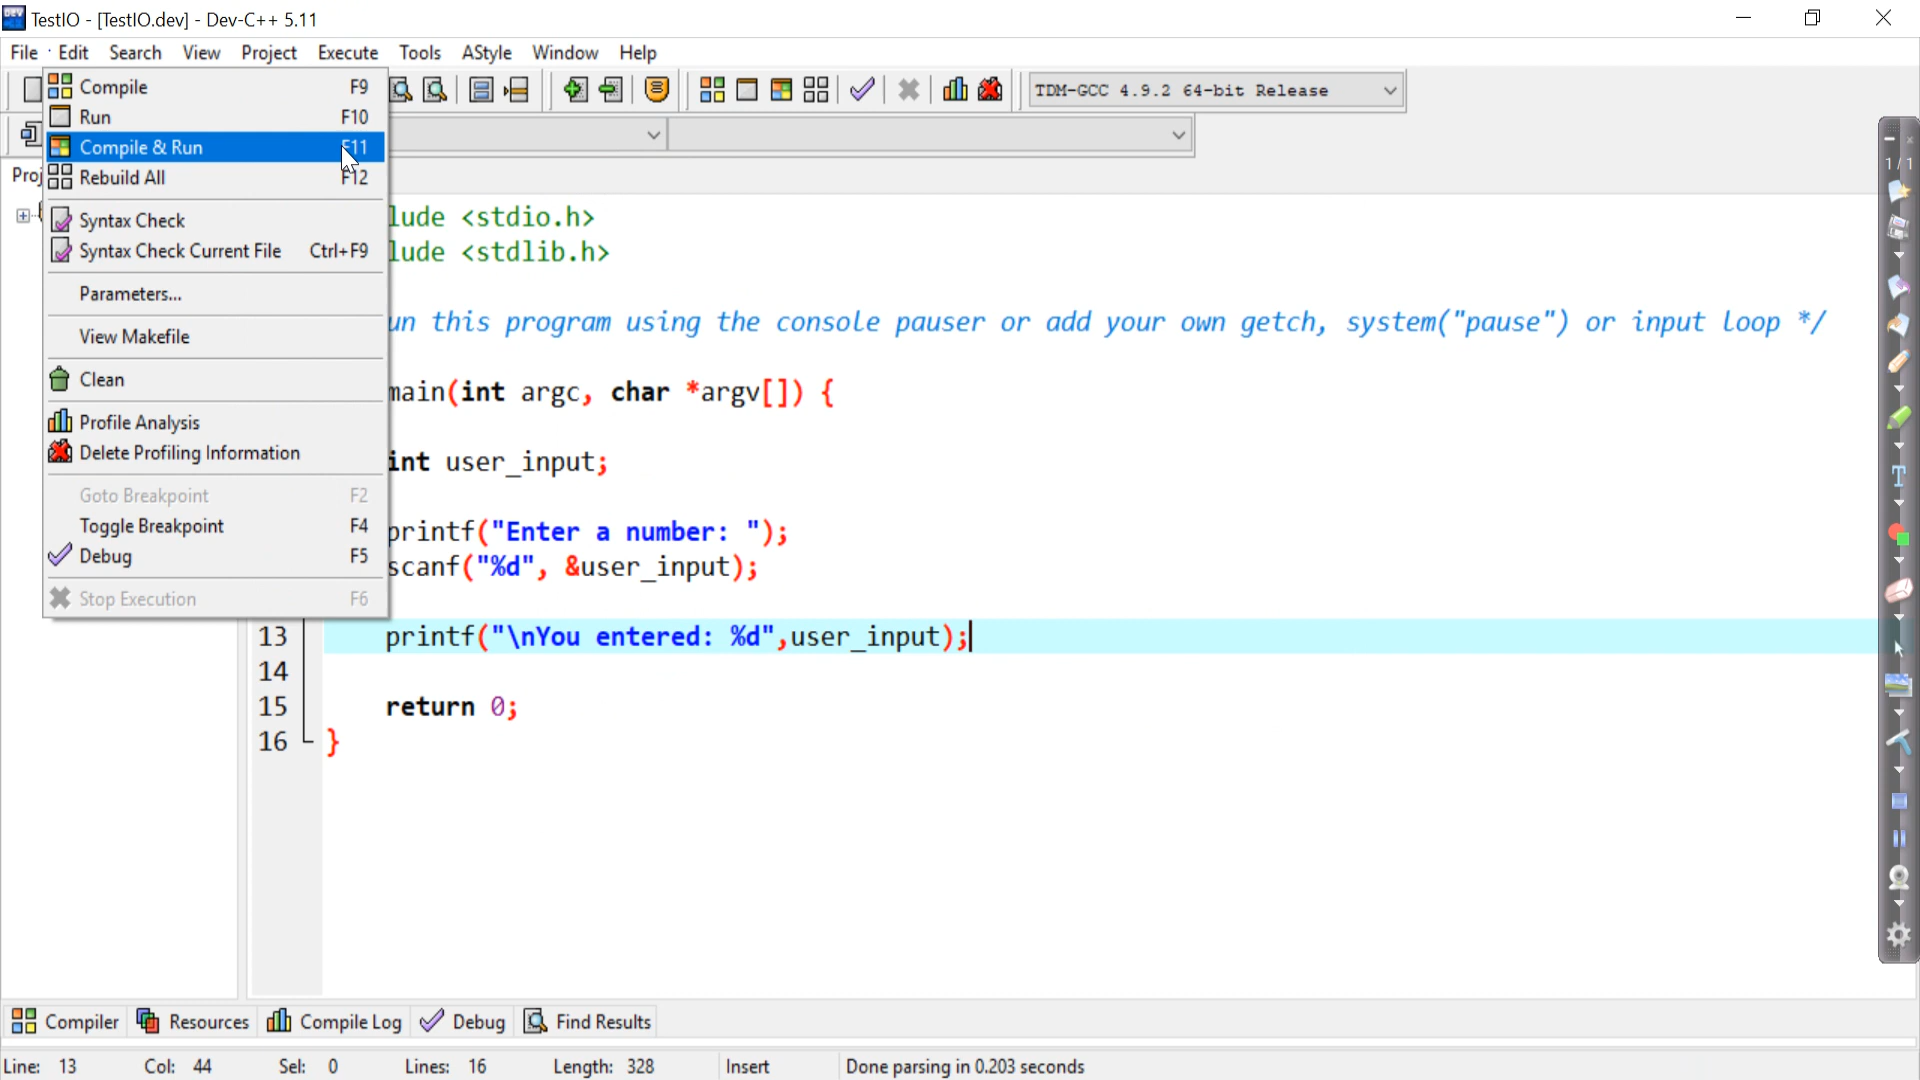 TestIO - [TestIO.dev] - Dev-C++ 5.11
File Edit Search View Project Execute Tools AStyle Window Help
TDM-GCC 4.9.2 64-bit Release
Compile F9
Run F10
Compile & Run F11
Rebuild All F12
Syntax Check
Syntax Check Current File Ctrl+F9
Parameters...
View Makefile
Clean
Profile Analysis
Delete Profiling Information
Goto Breakpoint F2
Toggle Breakpoint F4
Debug F5
Stop Execution F6
Proj
1/1
lude <stdio.h>
lude <stdlib.h>
un this program using the console pauser or add your own getch, system("pause") or input loop */
main(int argc, char *argv[]) {
int user_input;
printf("Enter a number: ");
scanf("%d", &user_input);
13 printf("\nYou entered: %d",user_input);
14
15 return 0;
16 }
Compiler Resources Compile Log Debug Find Results
Line: 13 Col: 44 Sel: 0 Lines: 16 Length: 328 Insert Done parsing in 0.203 seconds